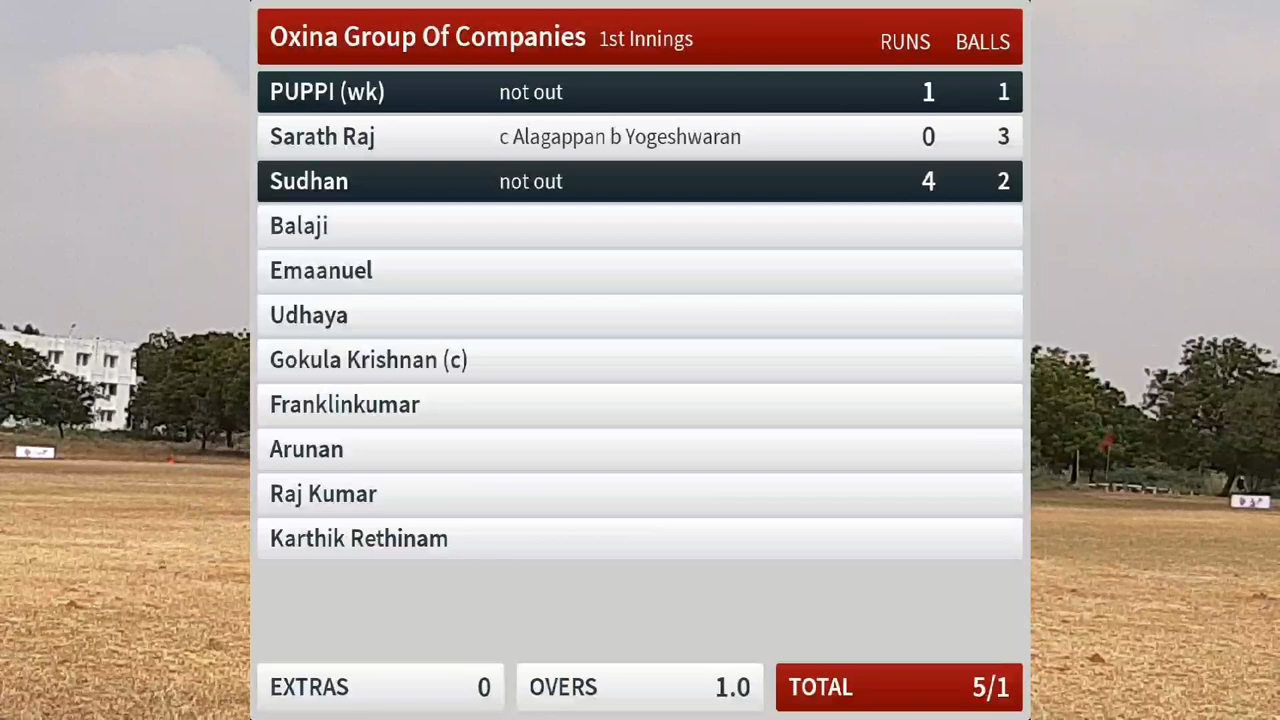 Oxina Group Of Companies 1st Innings RUNS BALLS
PUPPI (wk) not out 1 1
Sarath Raj c Alagappan b Yogeshwaran 0 3
Sudhan not out 4 2
Balaji
Emaanuel
Udhaya
Gokula Krishnan (c)
Franklinkumar
Arunan
Raj Kumar
Karthik Rethinam
EXTRAS 0 OVERS 1.0 TOTAL 5/1